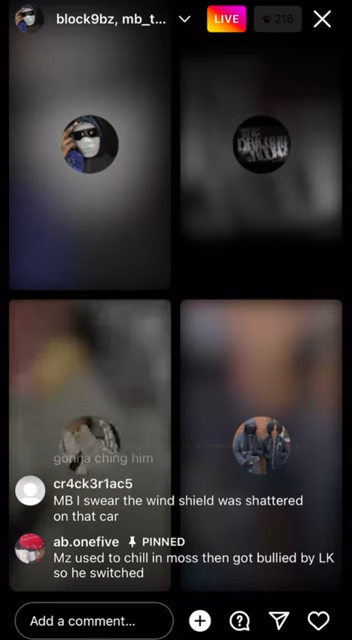 block9bz, mb_t...
LIVE
216
gonna ching him
cr4ck3r1ac5
MB I swear the wind shield was shattered
on that car
ab.onefive PINNED
Mz used to chill in moss then got bullied by LK
so he switched
Add a comment...